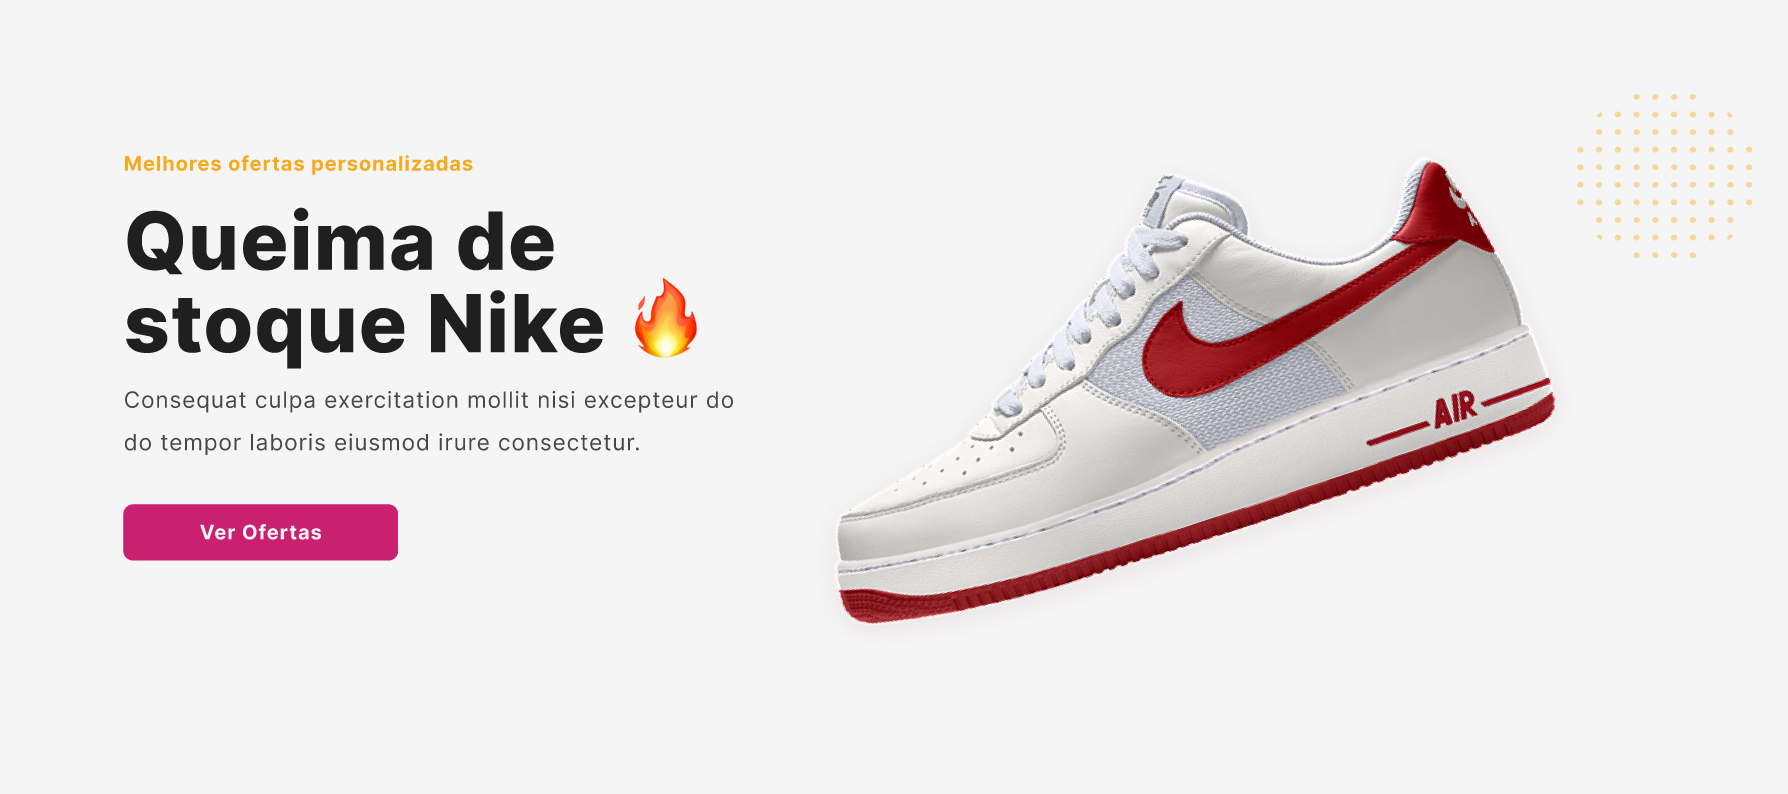 Melhores ofertas personalizadas
Queima de
stoque Nike 🔥
Consequat culpa exercitation mollit nisi excepteur do
do tempor laboris eiusmod irure consectetur.
Ver Ofertas
AIR